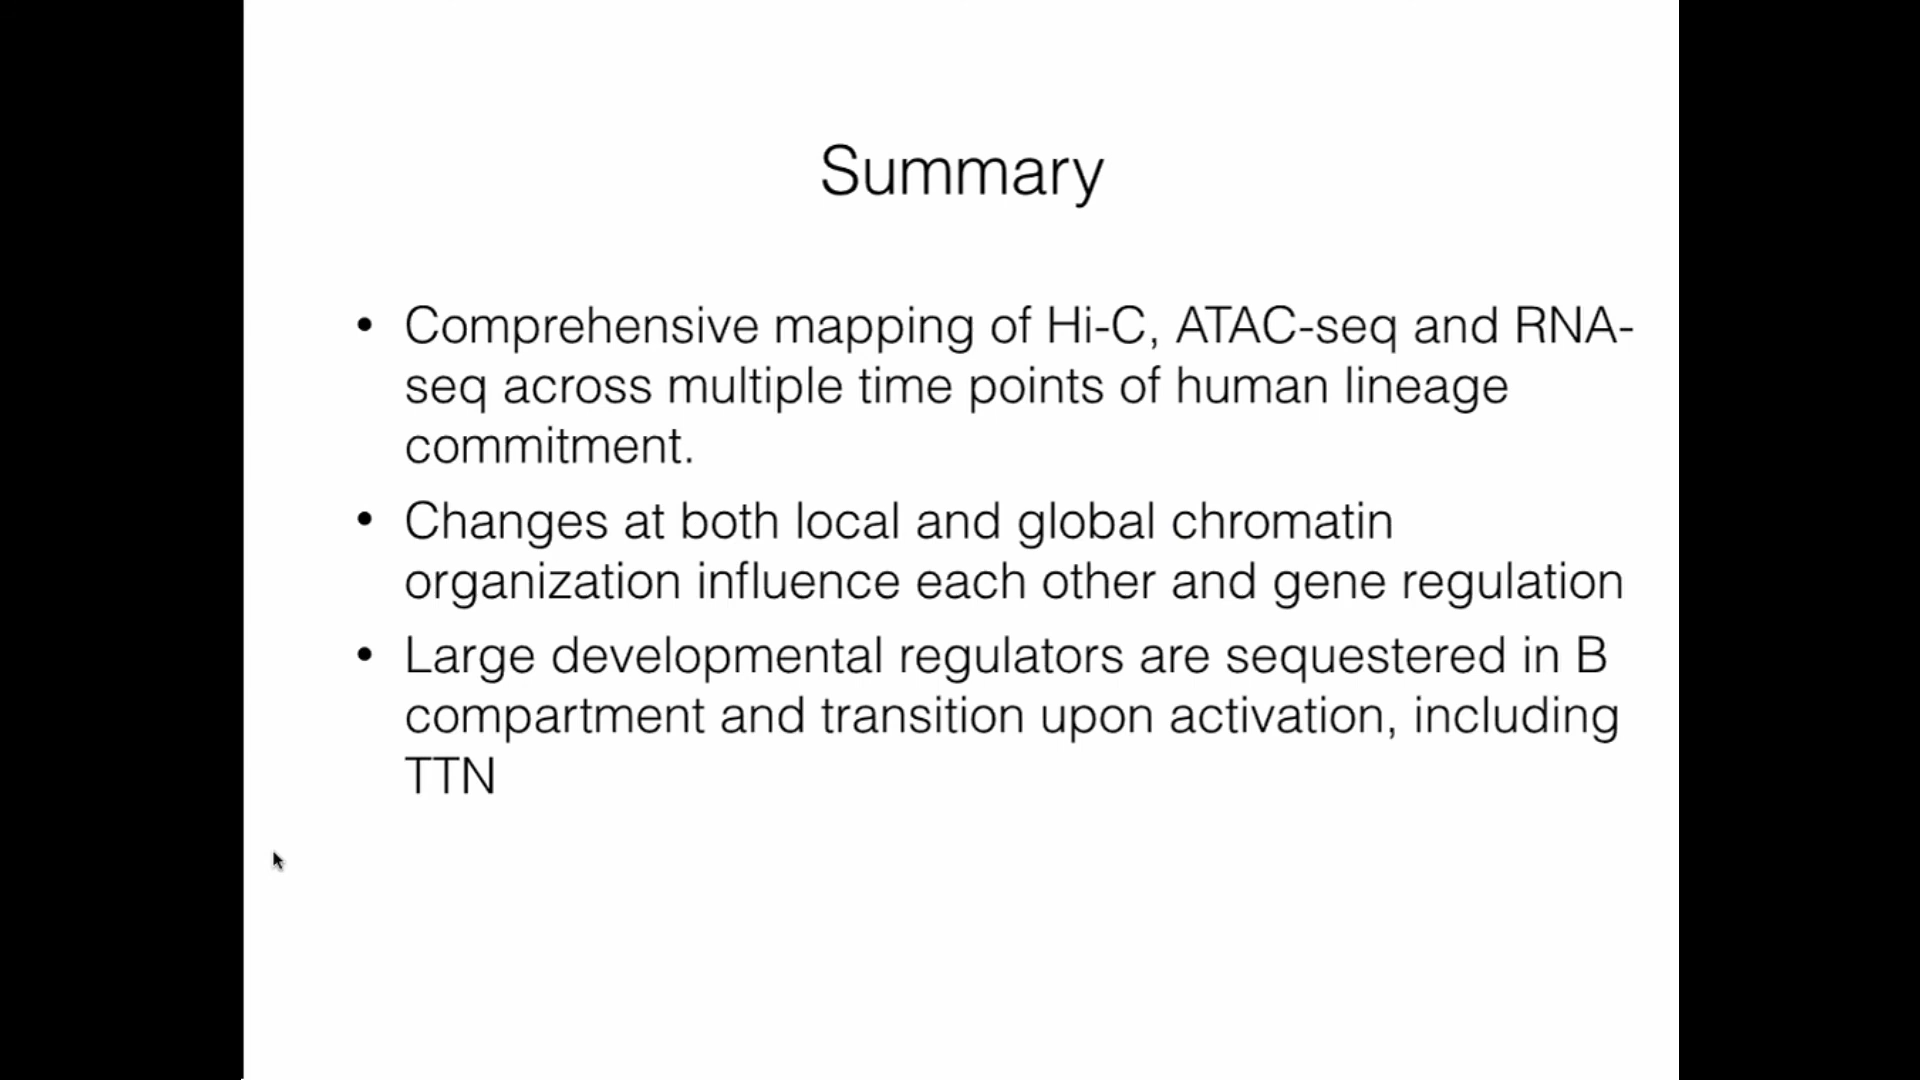 Summary
• Comprehensive mapping of Hi-C, ATAC-seq and RNA-
seq across multiple time points of human lineage
commitment.
• Changes at both local and global chromatin
organization influence each other and gene regulation
• Large developmental regulators are sequestered in B
compartment and transition upon activation, including
TTN